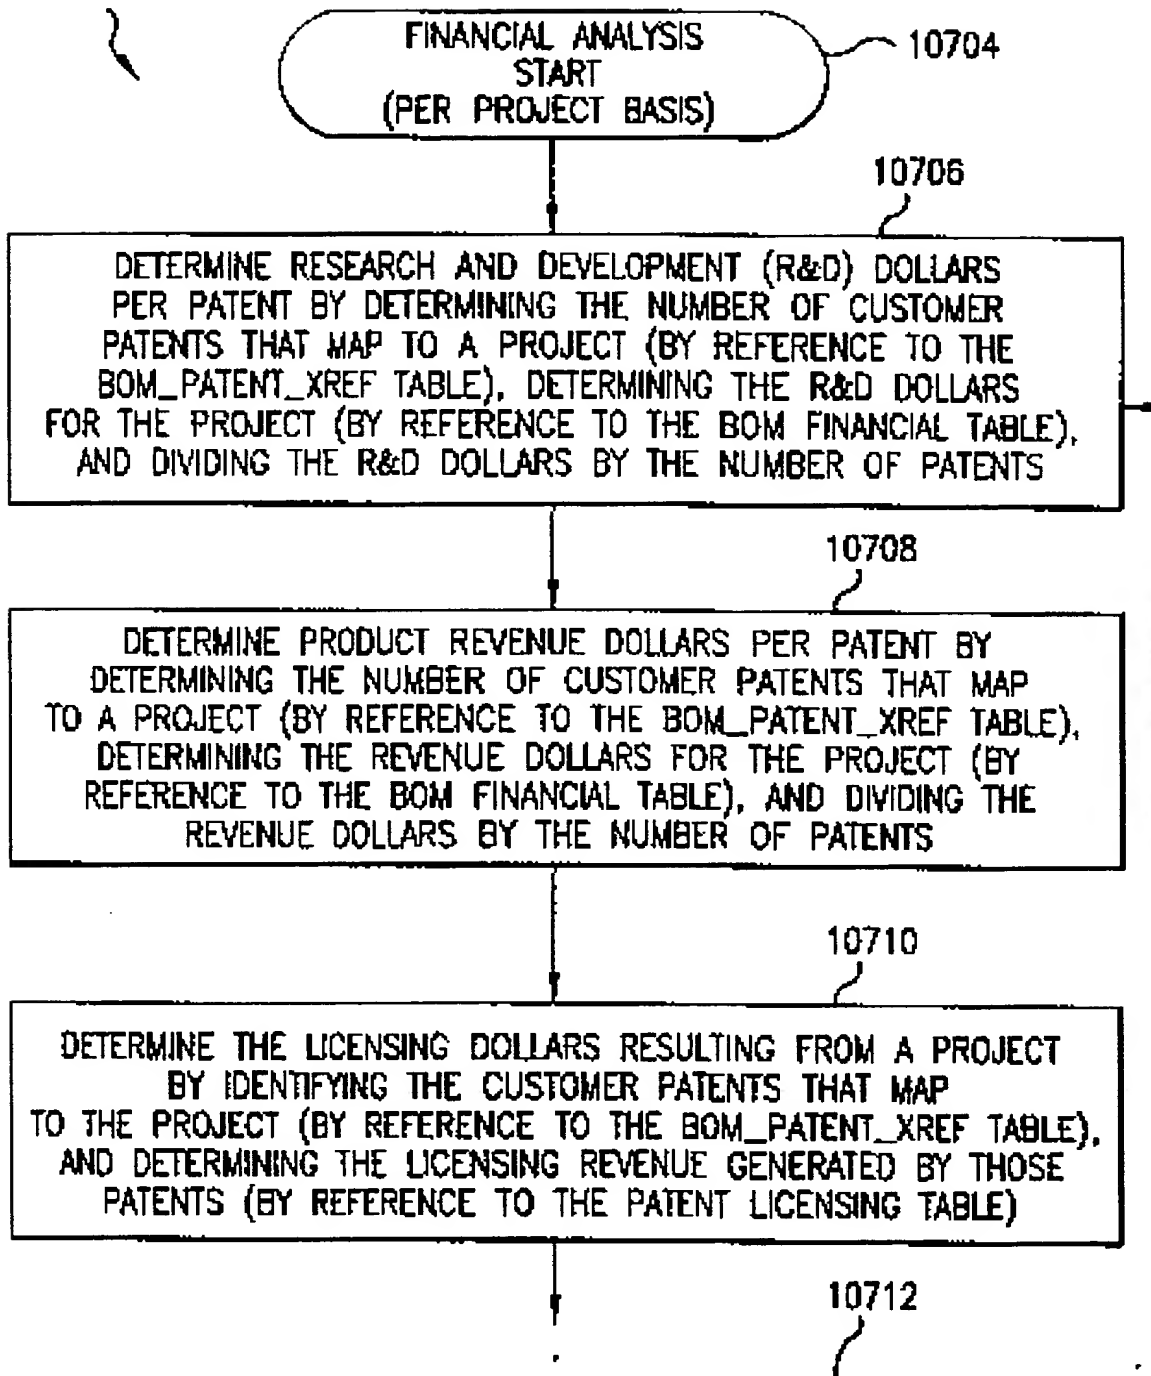 FINANCIAL ANALYSIS
START
(PER PROJECT BASIS)
10704
10706
DETERMINE RESEARCH AND DEVELOPMENT (R&D) DOLLARS
PER PATENT BY DETERMINING THE NUMBER OF CUSTOMER
PATENTS THAT MAP TO A PROJECT (BY REFERENCE TO THE
BOM_PATENT_XREF TABLE), DETERMINING THE R&D DOLLARS
FOR THE PROJECT (BY REFERENCE TO THE BOM FINANCIAL TABLE),
AND DIVIDING THE R&D DOLLARS BY THE NUMBER OF PATENTS
10708
DETERMINE PRODUCT REVENUE DOLLARS PER PATENT BY
DETERMINING THE NUMBER OF CUSTOMER PATENTS THAT MAP
TO A PROJECT (BY REFERENCE TO THE BOM_PATENT_XREF TABLE),
DETERMINING THE REVENUE DOLLARS FOR THE PROJECT (BY
REFERENCE TO THE BOM FINANCIAL TABLE), AND DIVIDING THE
REVENUE DOLLARS BY THE NUMBER OF PATENTS
10710
DETERMINE THE LICENSING DOLLARS RESULTING FROM A PROJECT
BY IDENTIFYING THE CUSTOMER PATENTS THAT MAP
TO THE PROJECT (BY REFERENCE TO THE BOM_PATENT_XREF TABLE),
AND DETERMINING THE LICENSING REVENUE GENERATED BY THOSE
PATENTS (BY REFERENCE TO THE PATENT LICENSING TABLE)
10712